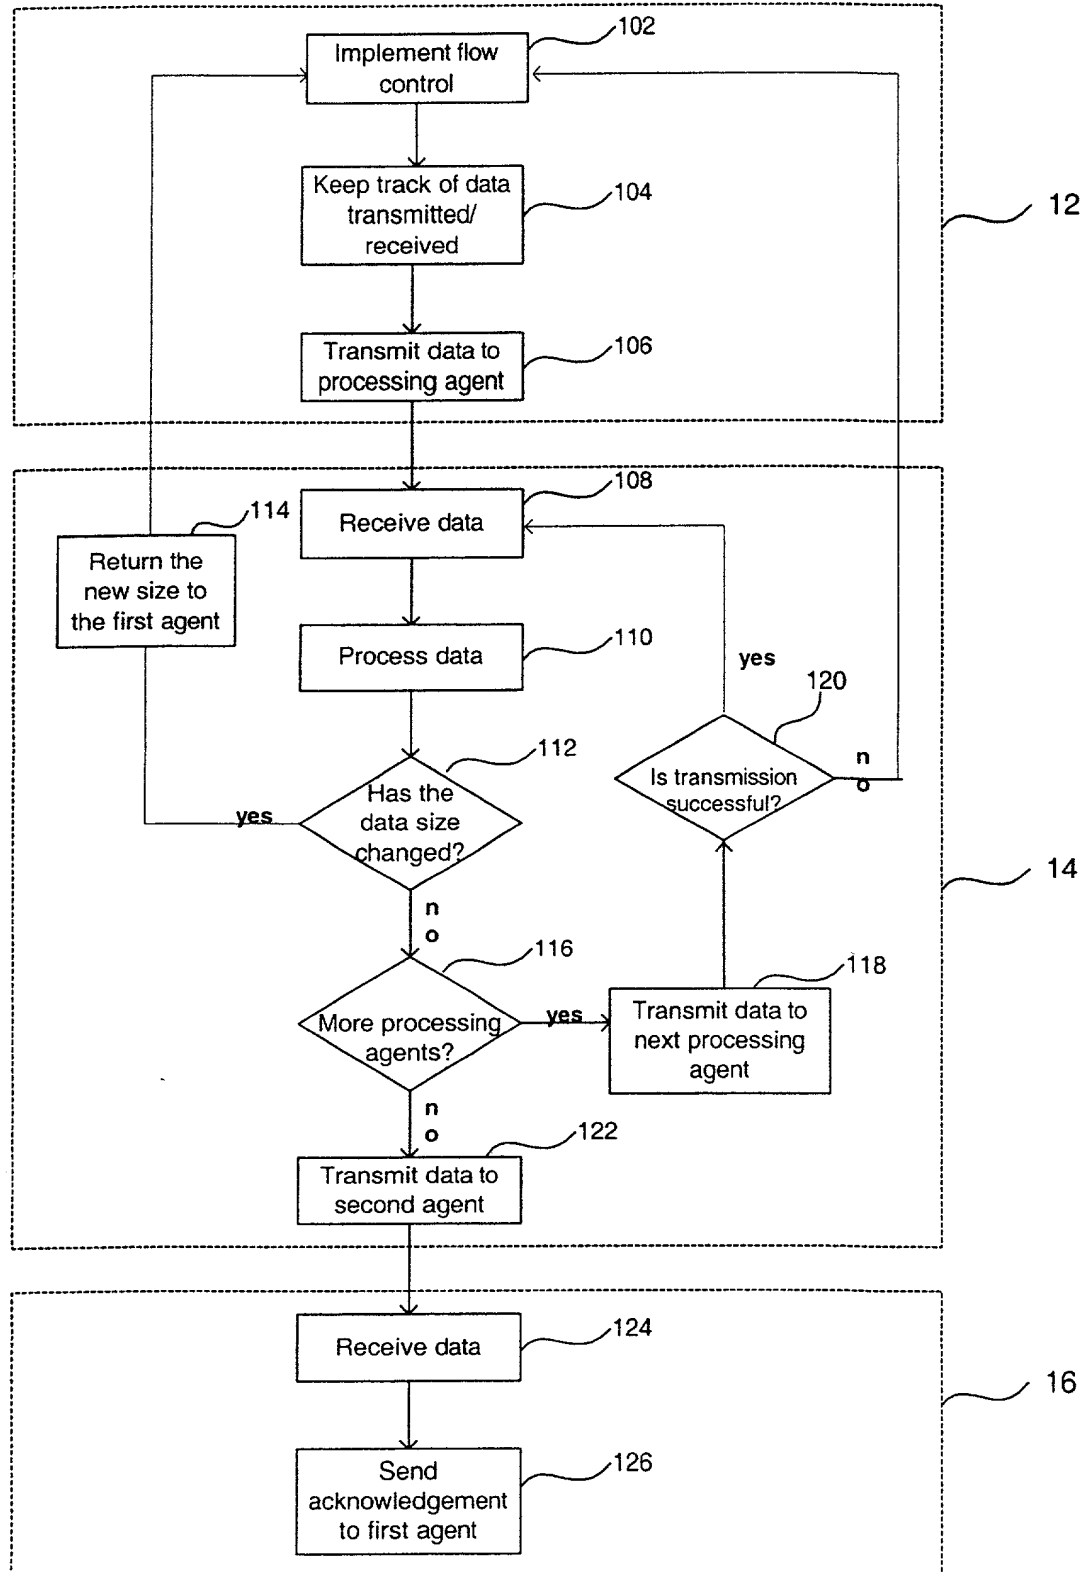 102
Implement flow
control
Keep track of data
transmitted/
received
104
12
Transmit data to
processing agent
106
108
Receive data
114
Return the
new size to
the first agent
Process data
110
yes
120
112
Has the
data size
changed?
yes
Is transmission
successful?
n
o
14
n
o
116
More processing
agents?
yes
118
Transmit data to
next processing
agent
n
o
122
Transmit data to
second agent
Receive data
124
16
Send
acknowledgement
to first agent
126